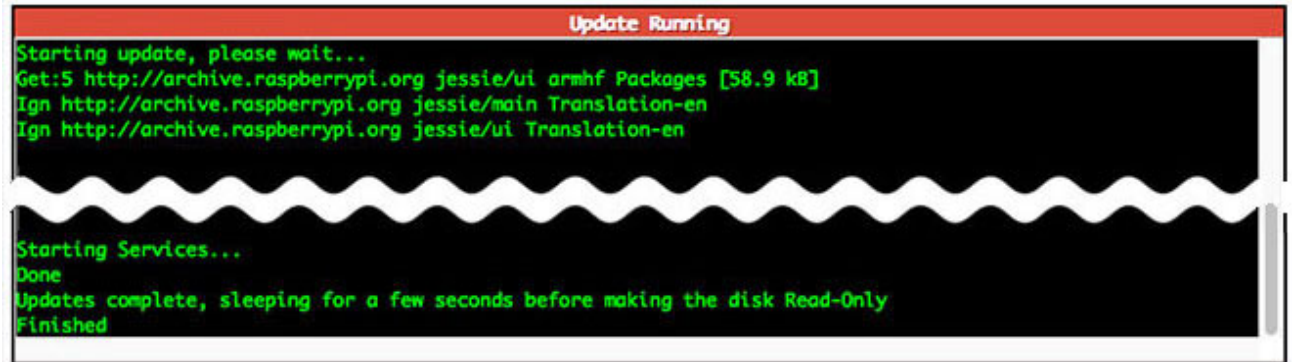 Update Running
Starting update, please wait...
Get:5 http://archive.raspberrypi.org jessie/ui armhf Packages [58.9 kB]
Ign http://archive.raspberrypi.org jessie/main Translation-en
Ign http://archive.raspberrypi.org jessie/ui Translation-en
Starting Services...
Done
Updates complete, sleeping for a few seconds before making the disk Read-Only
Finished